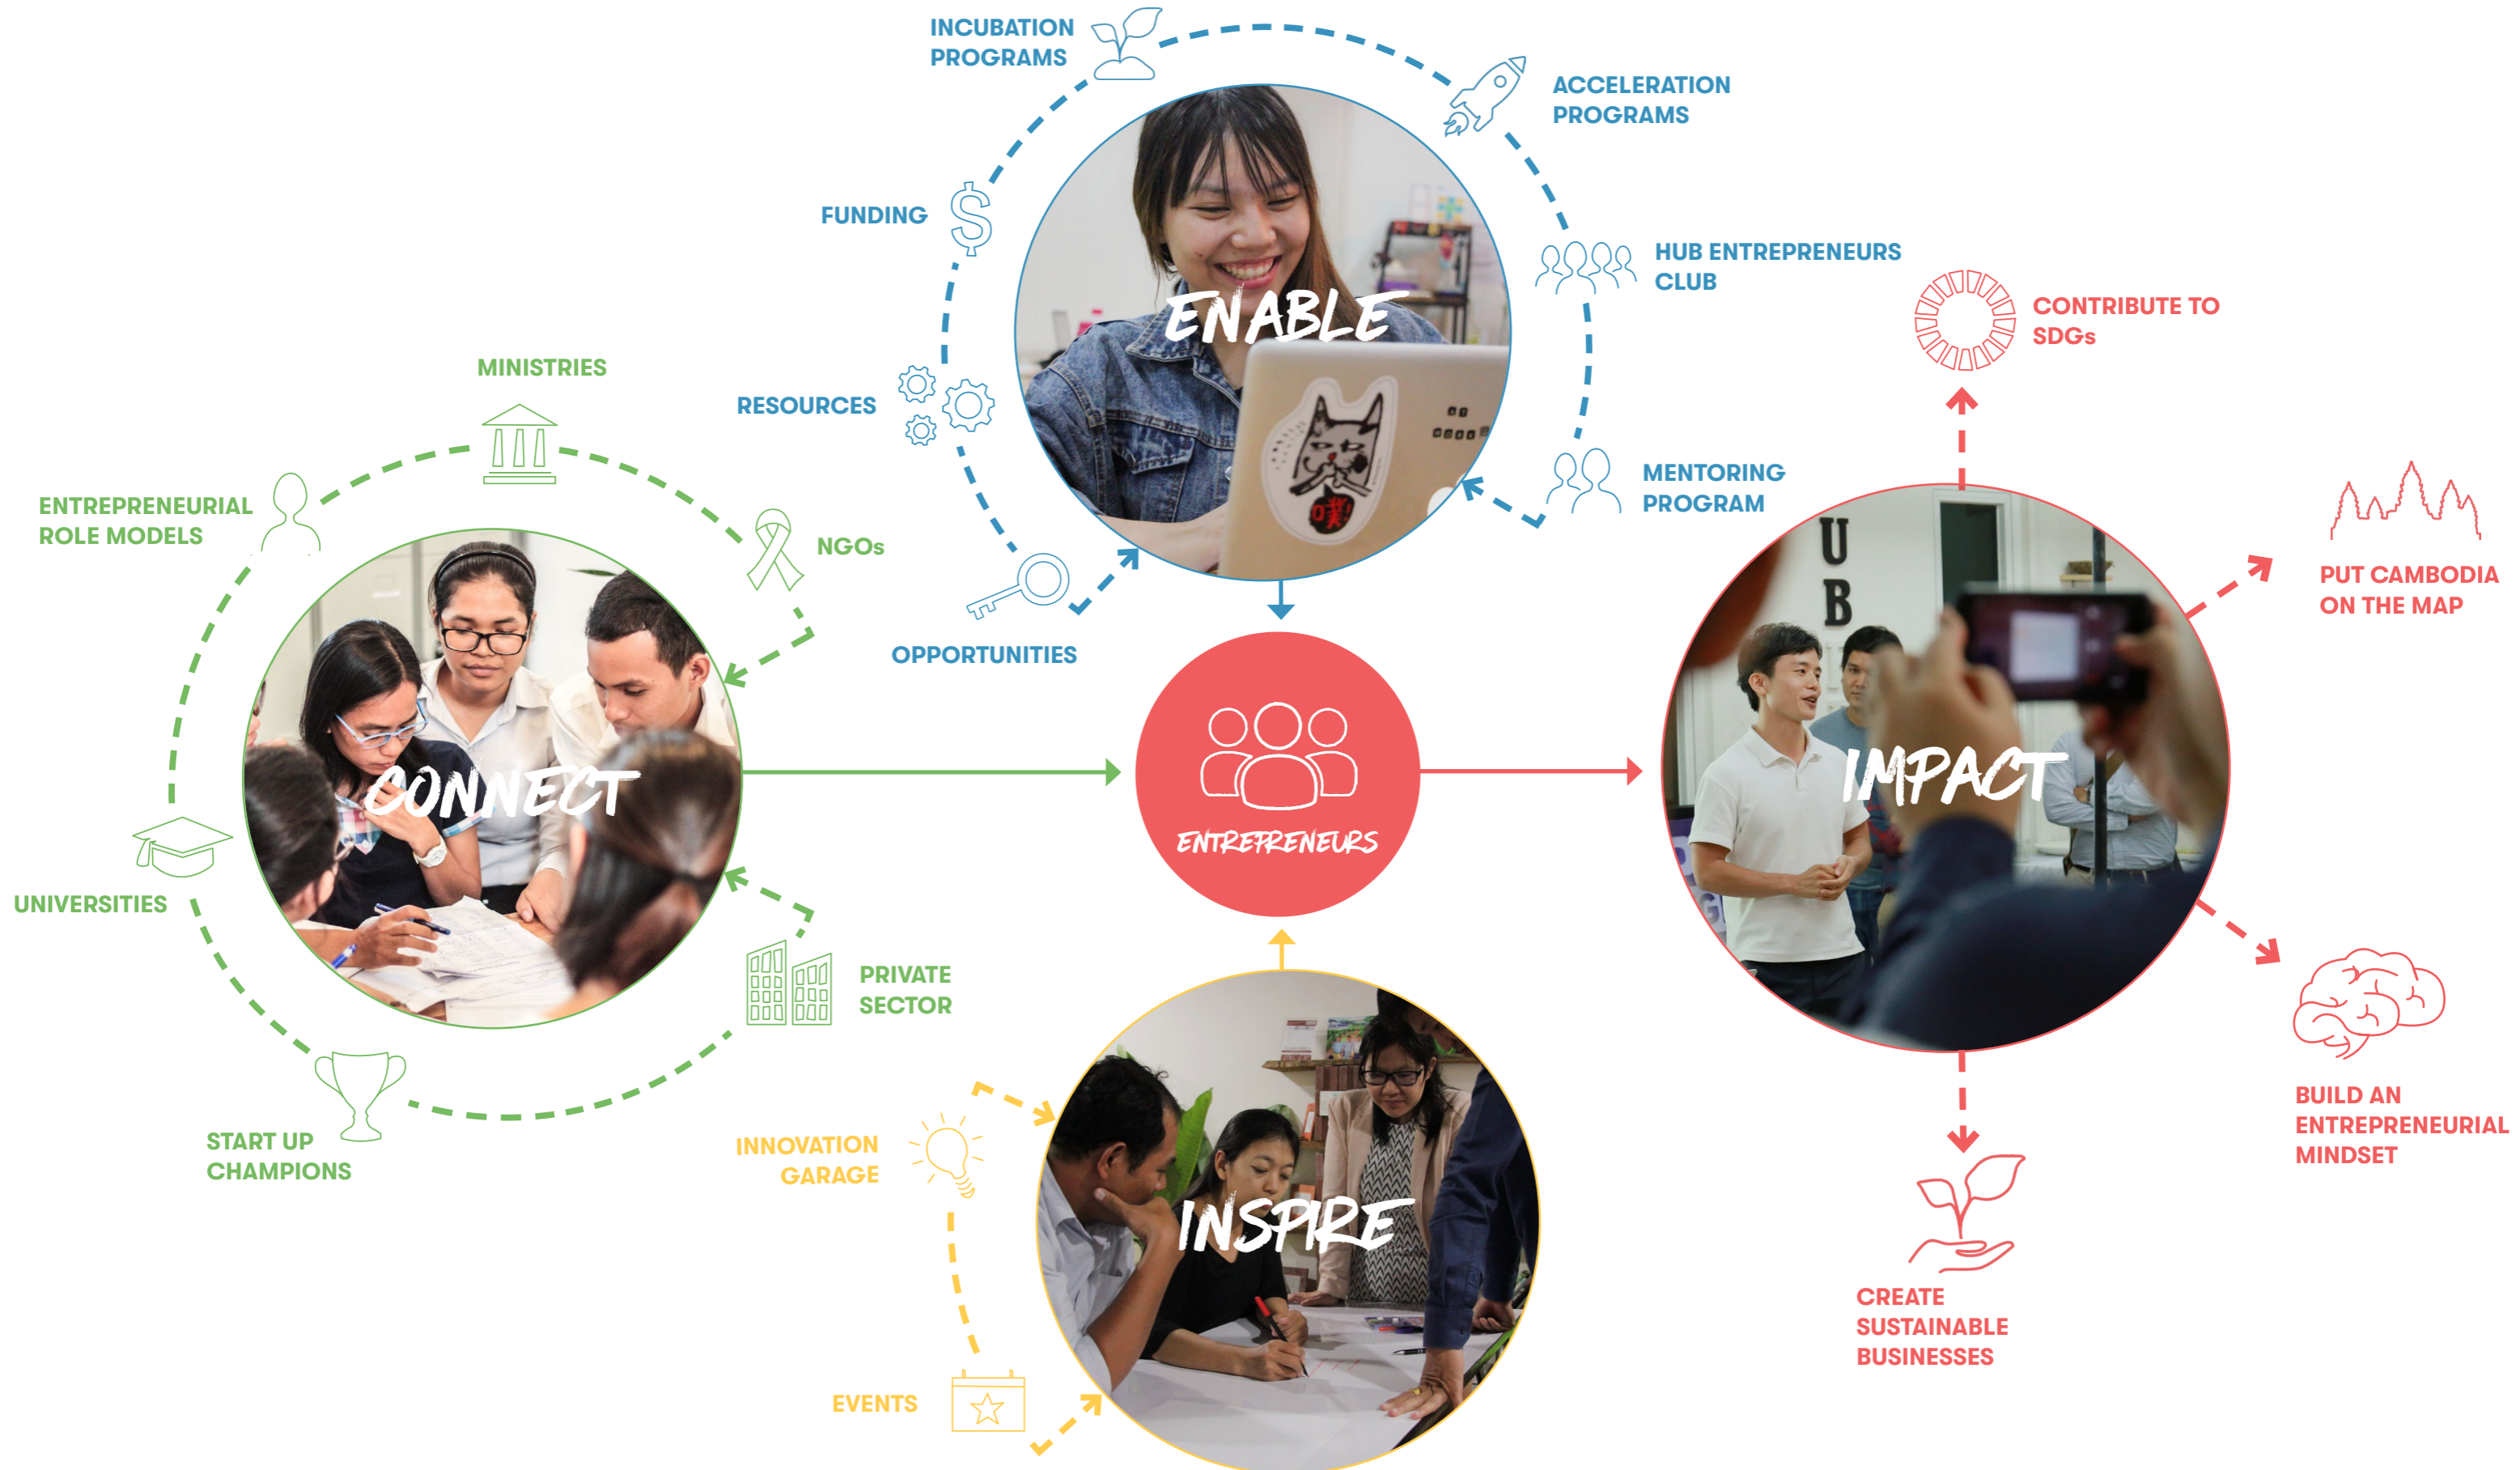 INCUBATION
PROGRAMS
ACCELERATION
PROGRAMS
FUNDING
HUB ENTREPRENEURS
CLUB
ENABLE
RESOURCES
MENTORING
PROGRAM
OPPORTUNITIES
MINISTRIES
ENTREPRENEURIAL
ROLE MODELS
NGOs
CONNECT
UNIVERSITIES
PRIVATE
SECTOR
START UP
CHAMPIONS
ENTREPRENEURS
INNOVATION
GARAGE
INSPIRE
EVENTS
CONTRIBUTE TO
SDGs
PUT CAMBODIA
ON THE MAP
U
B
IMPACT
BUILD AN
ENTREPRENEURIAL
MINDSET
CREATE
SUSTAINABLE
BUSINESSES